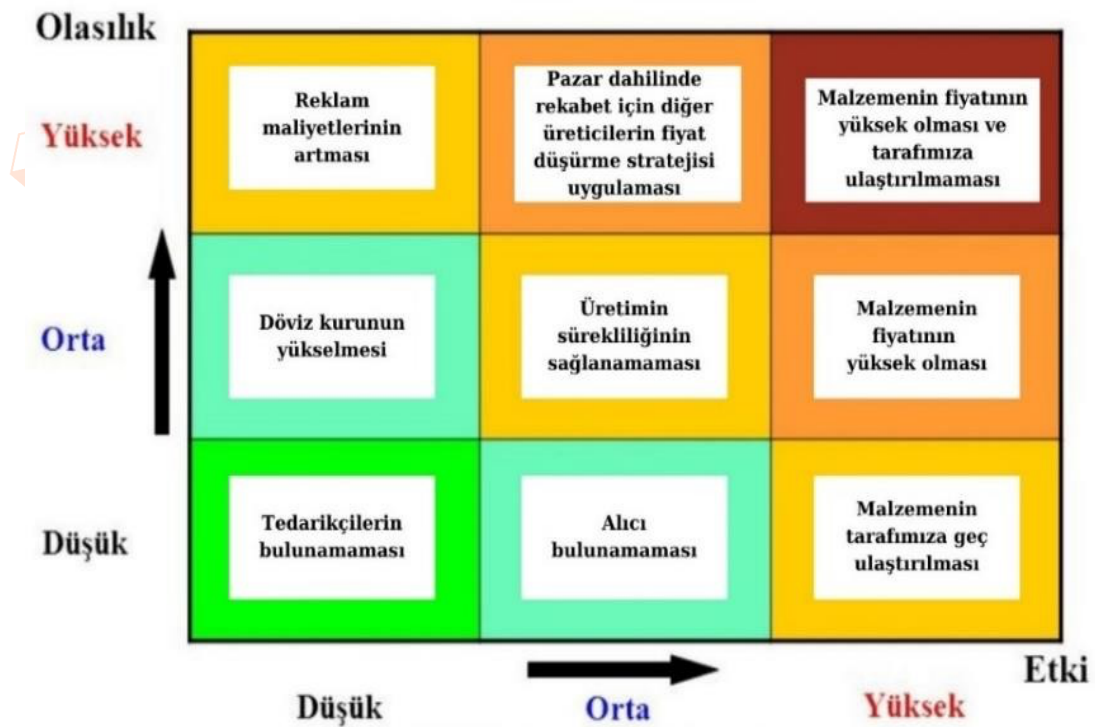 Olasılık
Yüksek
Reklam
maliyetlerinin
artması
Pazar dahilinde
rekabet için diğer
üreticilerin fiyat
düşürme stratejisi
uygulaması
Malzemenin fiyatının
yüksek olması ve
tarafımıza
ulaştırılmaması
Orta
Döviz kurunun
yükselmesi
Üretimin
sürekliliğinin
sağlanamaması
Malzemenin
fiyatının
yüksek olması
Düşük
Tedarikçilerin
bulunamaması
Alıcı
bulunamaması
Malzemenin
tarafımıza geç
ulaştırılması
Etki
Düşük
Orta
Yüksek